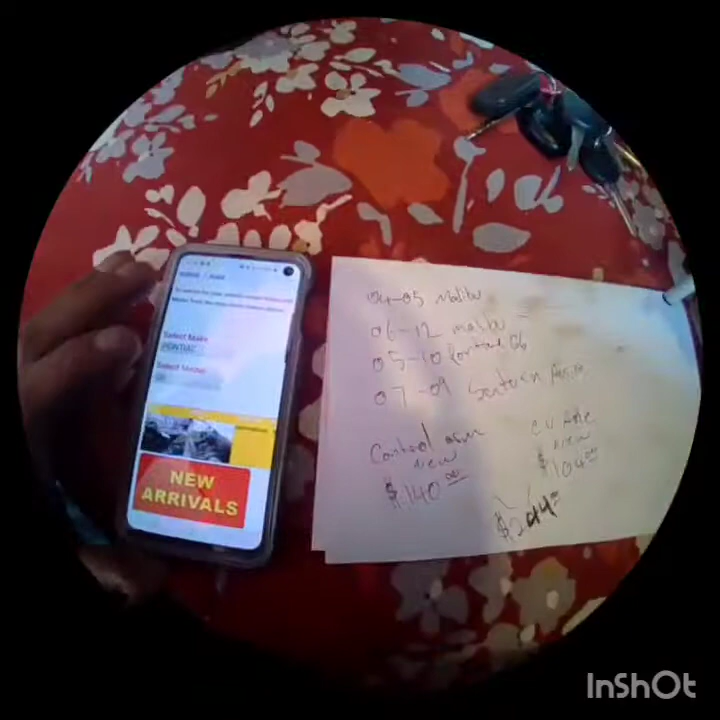 Select Make
PONTIAC
Select Model
NEW
ARRIVALS
04-05 Malibu
06-12 malibu
05-10 Pontiac G6
07-09 Saturn
Control arm
NEW
$140.00
CV Axle
NEW
$104.00
$244.00
InShOt